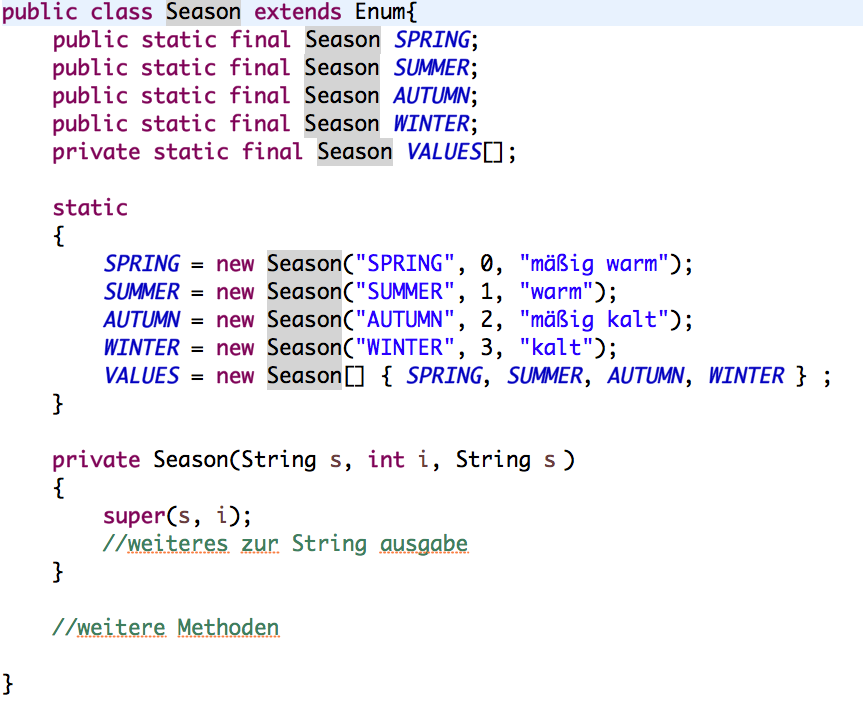 public class Season extends Enum{
    public static final Season SPRING;
    public static final Season SUMMER;
    public static final Season AUTUMN;
    public static final Season WINTER;
    private static final Season VALUES[];

    static
    {
        SPRING = new Season("SPRING", 0, "mäßig warm");
        SUMMER = new Season("SUMMER", 1, "warm");
        AUTUMN = new Season("AUTUMN", 2, "mäßig kalt");
        WINTER = new Season("WINTER", 3, "kalt");
        VALUES = new Season[] { SPRING, SUMMER, AUTUMN, WINTER } ;
    }

    private Season(String s, int i, String s )
    {
        super(s, i);
        //weiteres zur String ausgabe
    }

    //weitere Methoden

}